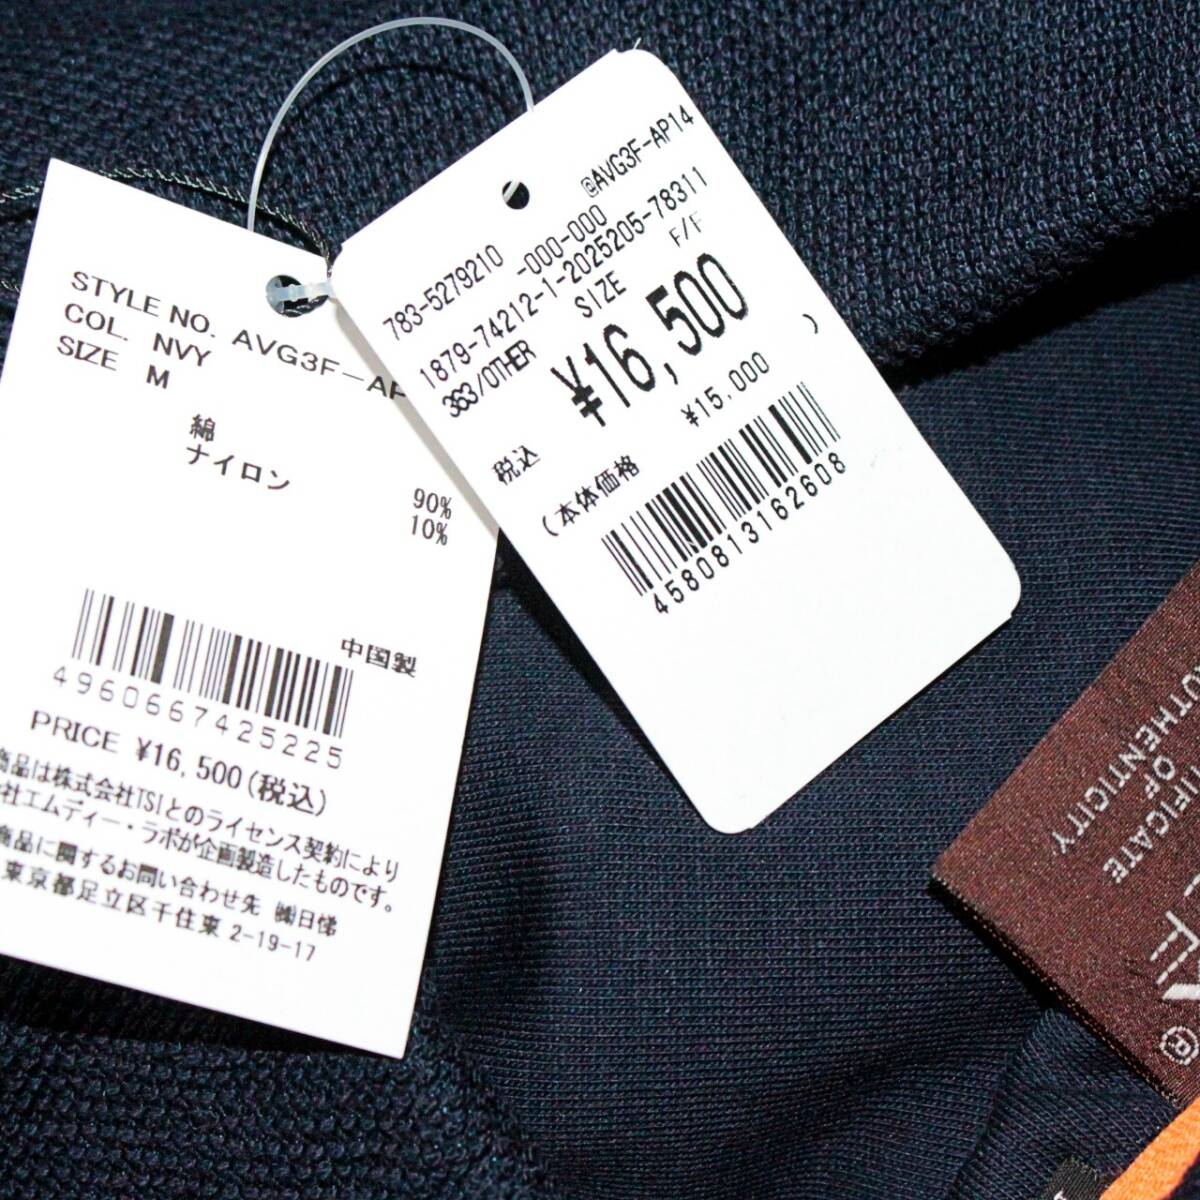 STYLE NO. AVG3F-AP
COL. NVY
SIZE M
綿 90%
ナイロン 10%
中国製
4960667425225
PRICE ¥16,500(税込)
商品は株式会社TSIとのライセンス契約により
社エムディー・ラボが企画製造したものです。
商品に関するお問い合わせ先 ㈱日俤
東京都足立区千住東 2-19-17
@AVG3F-AP14
783-5279210 -000-000
1879-74212-1-2025205-78311
363/OTHER SIZE F/F
¥16,500
税込
(本体価格 ¥15,000 )
4580813162608
OF
AUTHENTICITY